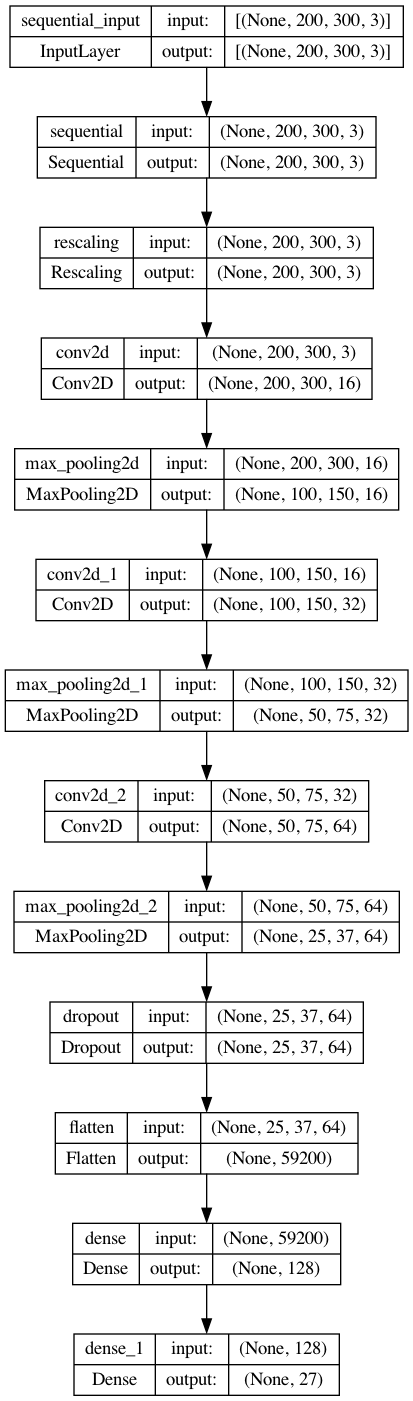 sequential_input input: [(None, 200, 300, 3)]
InputLayer output: [(None, 200, 300, 3)]
sequential input: (None, 200, 300, 3)
Sequential output: (None, 200, 300, 3)
rescaling input: (None, 200, 300, 3)
Rescaling output: (None, 200, 300, 3)
conv2d input: (None, 200, 300, 3)
Conv2D output: (None, 200, 300, 16)
max_pooling2d input: (None, 200, 300, 16)
MaxPooling2D output: (None, 100, 150, 16)
conv2d_1 input: (None, 100, 150, 16)
Conv2D output: (None, 100, 150, 32)
max_pooling2d_1 input: (None, 100, 150, 32)
MaxPooling2D output: (None, 50, 75, 32)
conv2d_2 input: (None, 50, 75, 32)
Conv2D output: (None, 50, 75, 64)
max_pooling2d_2 input: (None, 50, 75, 64)
MaxPooling2D output: (None, 25, 37, 64)
dropout input: (None, 25, 37, 64)
Dropout output: (None, 25, 37, 64)
flatten input: (None, 25, 37, 64)
Flatten output: (None, 59200)
dense input: (None, 59200)
Dense output: (None, 128)
dense_1 input: (None, 128)
Dense output: (None, 27)